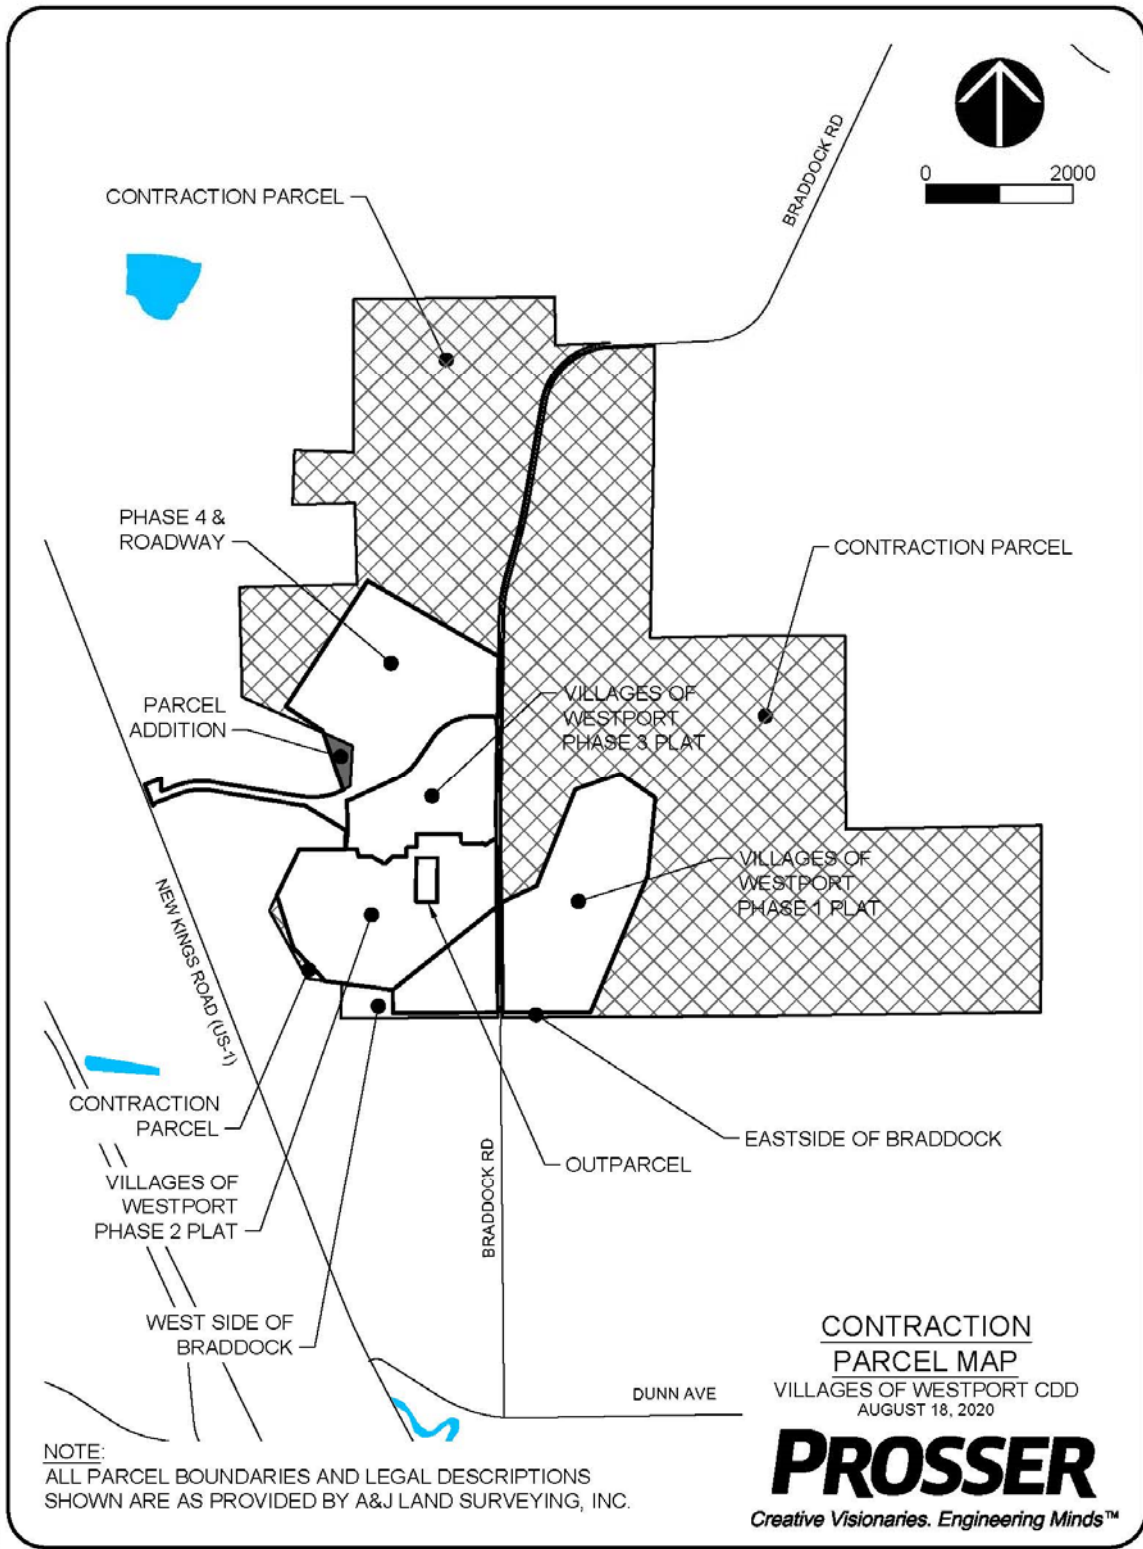 BRADDOCK RD
0 2000
CONTRACTION PARCEL
PHASE 4 &
ROADWAY
CONTRACTION PARCEL
PARCEL
ADDITION
VILLAGES OF
WESTPORT
PHASE 3 PLAT
VILLAGES OF
WESTPORT
PHASE 1 PLAT
NEW KINGS ROAD (US-1)
CONTRACTION
PARCEL
EASTSIDE OF BRADDOCK
OUTPARCEL
BRADDOCK RD
VILLAGES OF
WESTPORT
PHASE 2 PLAT
WEST SIDE OF
BRADDOCK
DUNN AVE
CONTRACTION
PARCEL MAP
VILLAGES OF WESTPORT CDD
AUGUST 18, 2020
PROSSER
Creative Visionaries. Engineering Minds™
NOTE:
ALL PARCEL BOUNDARIES AND LEGAL DESCRIPTIONS
SHOWN ARE AS PROVIDED BY A&J LAND SURVEYING, INC.